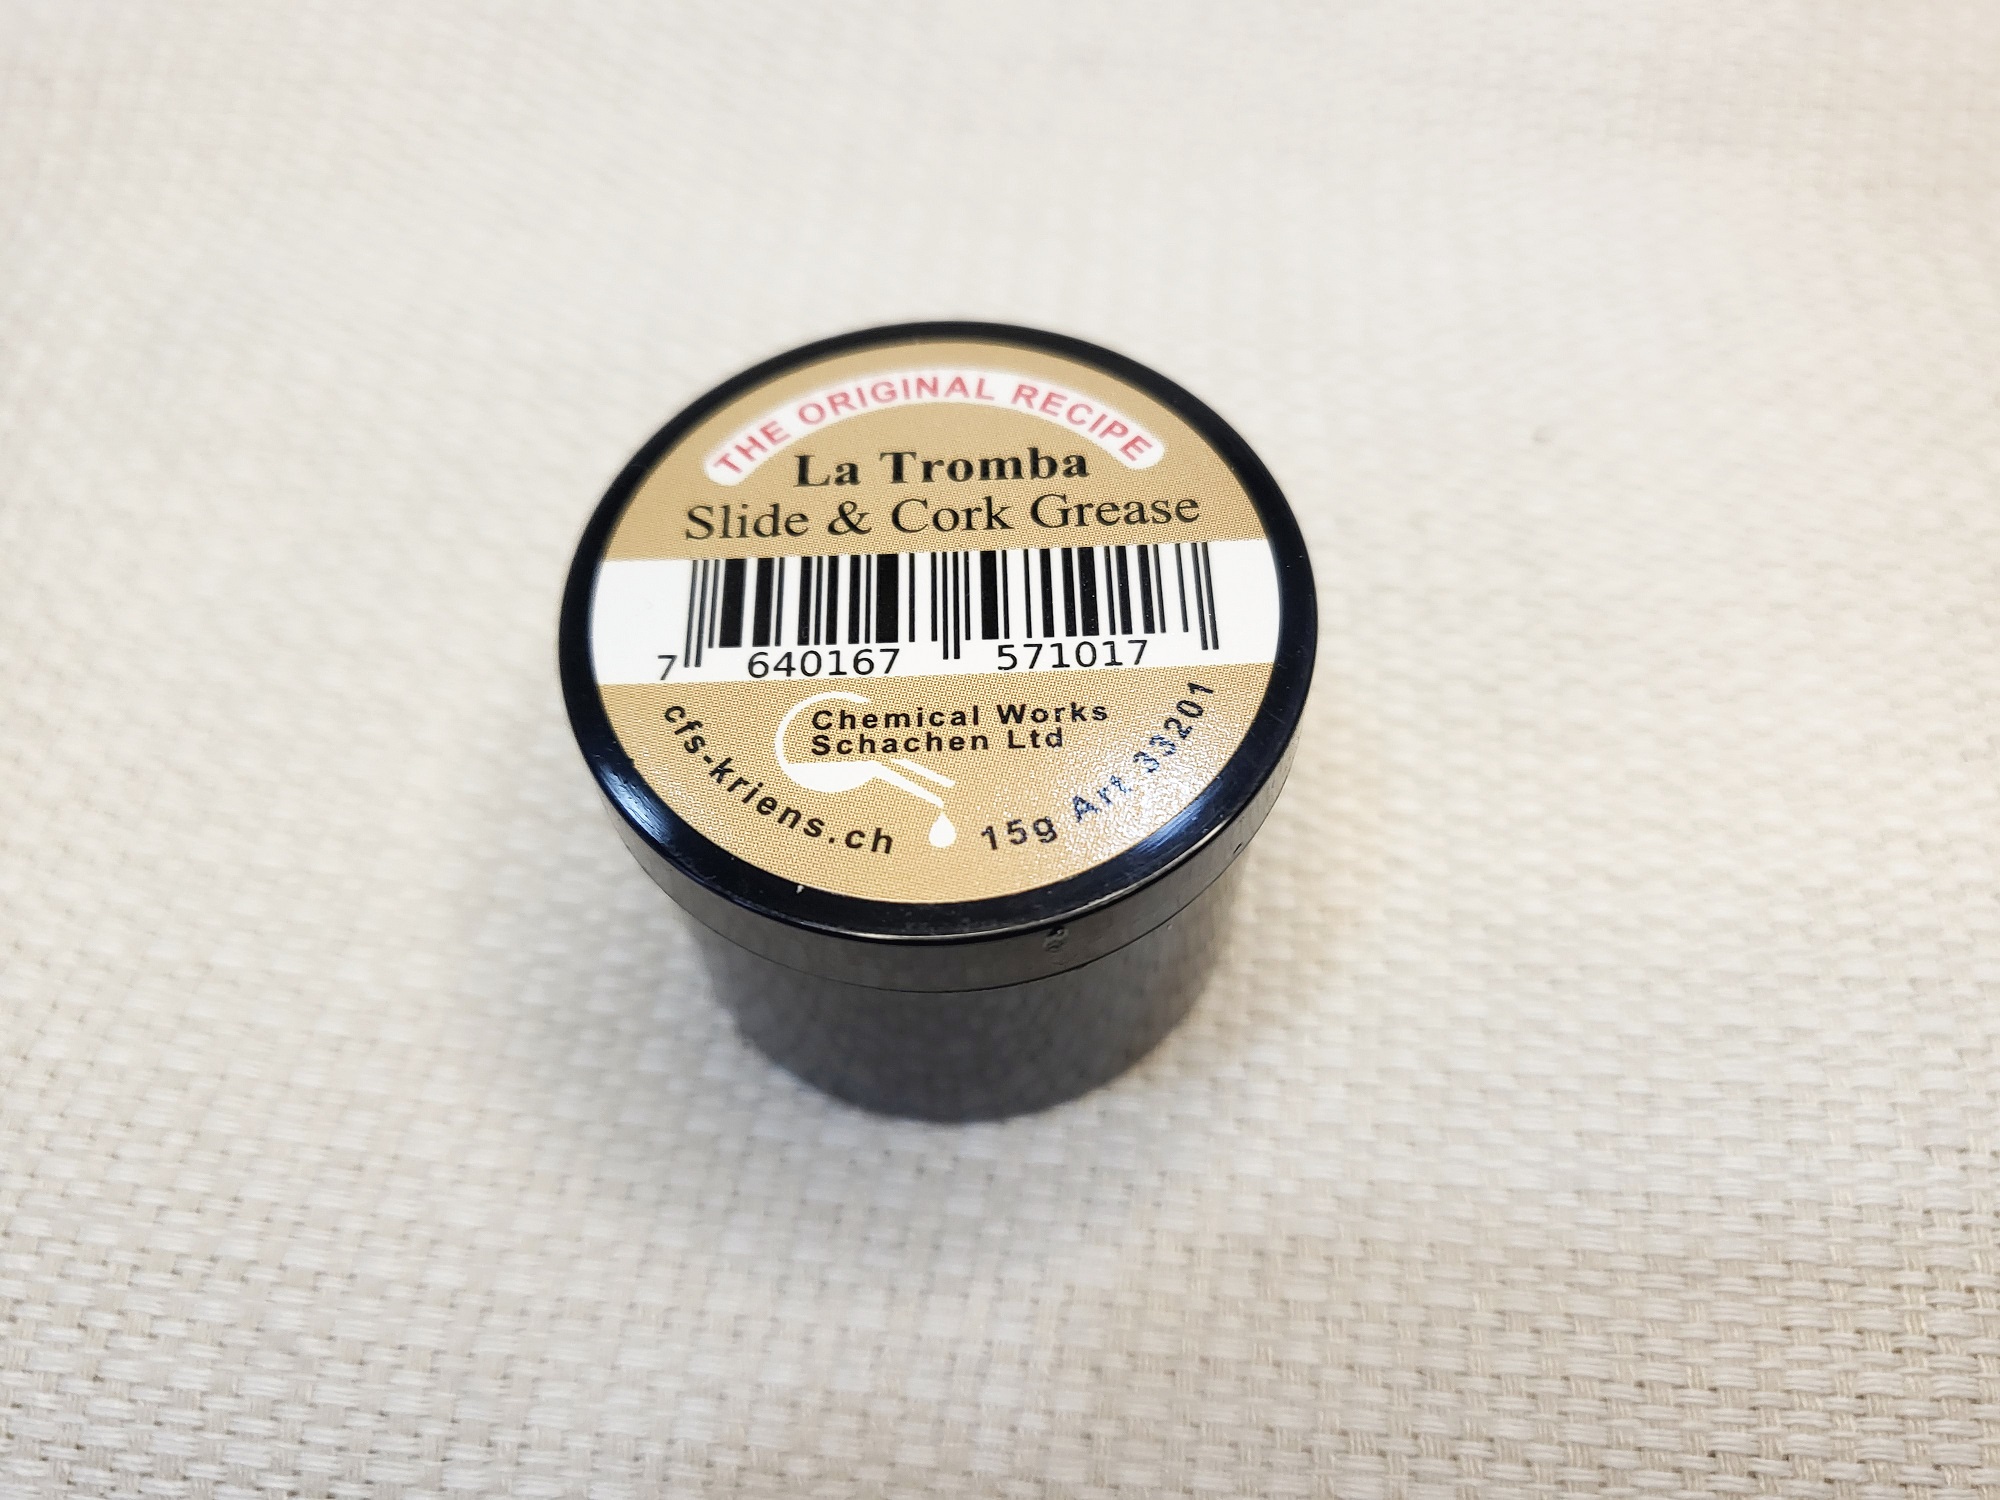 THE ORIGINAL RECIPE
La Tromba
Slide & Cork Grease
7 640167 571017
Chemical Works
Schachen Ltd
cfs-kriens.ch
15g Art 33201